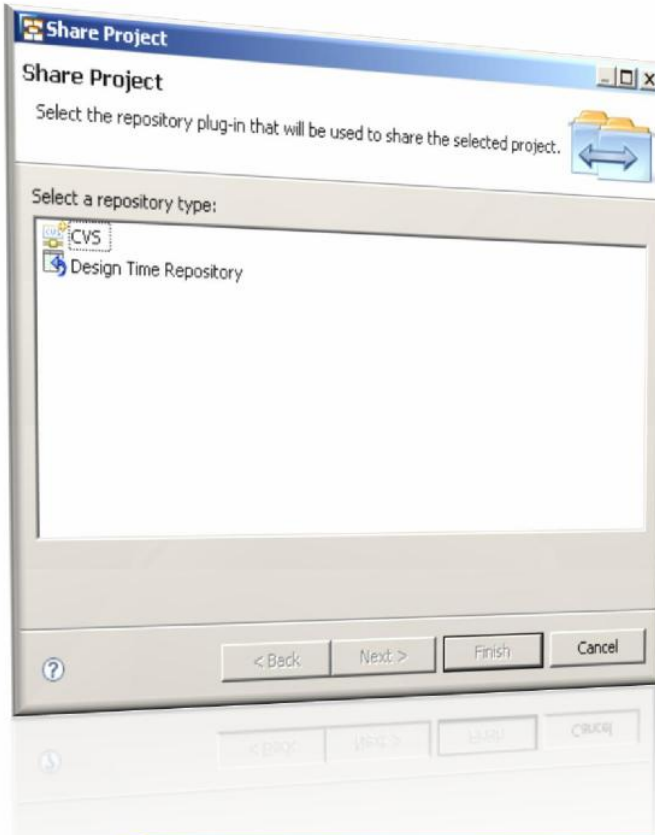 Share Project
Share Project
Select the repository plug-in that will be used to share the selected project.
Select a repository type:
CVS
Design Time Repository
?
< Back
Next >
Finish
Cancel